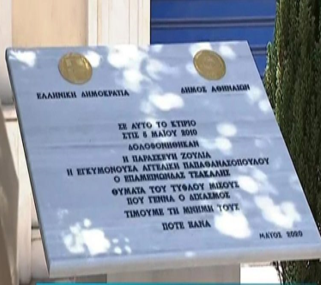 ΕΛΛΗΝΙΚΗ ΔΗΜΟΚΡΑΤΙΑ
ΔΗΜΟΣ ΑΘΗΝΑΙΩΝ
ΣΕ ΑΥΤΟ ΤΟ ΚΤΙΡΙΟ
ΣΤΙΣ 5 ΜΑΙΟΥ 2010
ΔΟΛΟΦΟΝΗΘΗΚΑΝ
Η ΠΑΡΑΣΚΕΥΗ ΖΟΥΛΙΑ
Η ΕΓΚΥΜΟΝΟΥΣΑ ΑΓΓΕΛΙΚΗ ΠΑΠΑΘΑΝΑΣΟΠΟΥΛΟΥ
Ο ΕΠΑΜΕΙΝΩΝΔΑΣ ΤΣΑΚΑΛΗΣ
ΘΥΜΑΤΑ ΤΟΥ ΤΥΦΛΟΥ ΜΙΣΟΥΣ
ΠΟΥ ΓΕΝΝΑ Ο ΔΙΧΑΣΜΟΣ
ΤΙΜΟΥΜΕ ΤΗ ΜΝΗΜΗ ΤΟΥΣ
ΠΟΤΕ ΞΑΝΑ
ΜΑΙΟΣ 2020